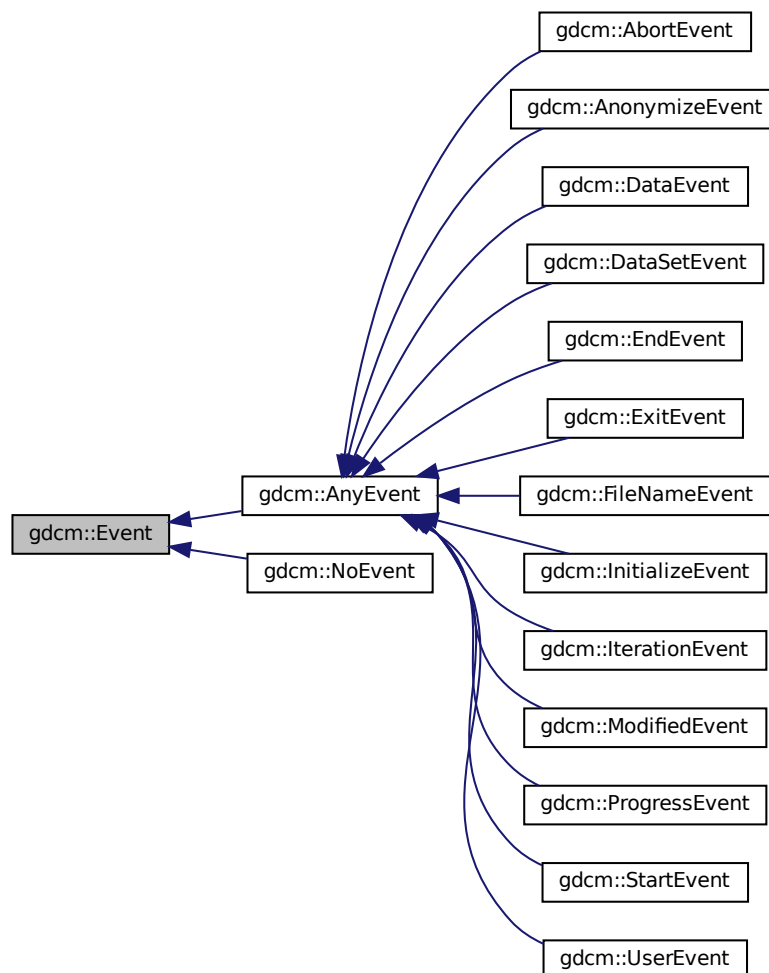 gdcm::AbortEvent
gdcm::AnonymizeEvent
gdcm::DataEvent
gdcm::DataSetEvent
gdcm::EndEvent
gdcm::ExitEvent
gdcm::AnyEvent
gdcm::FileNameEvent
gdcm::Event
gdcm::NoEvent
gdcm::InitializeEvent
gdcm::IterationEvent
gdcm::ModifiedEvent
gdcm::ProgressEvent
gdcm::StartEvent
gdcm::UserEvent